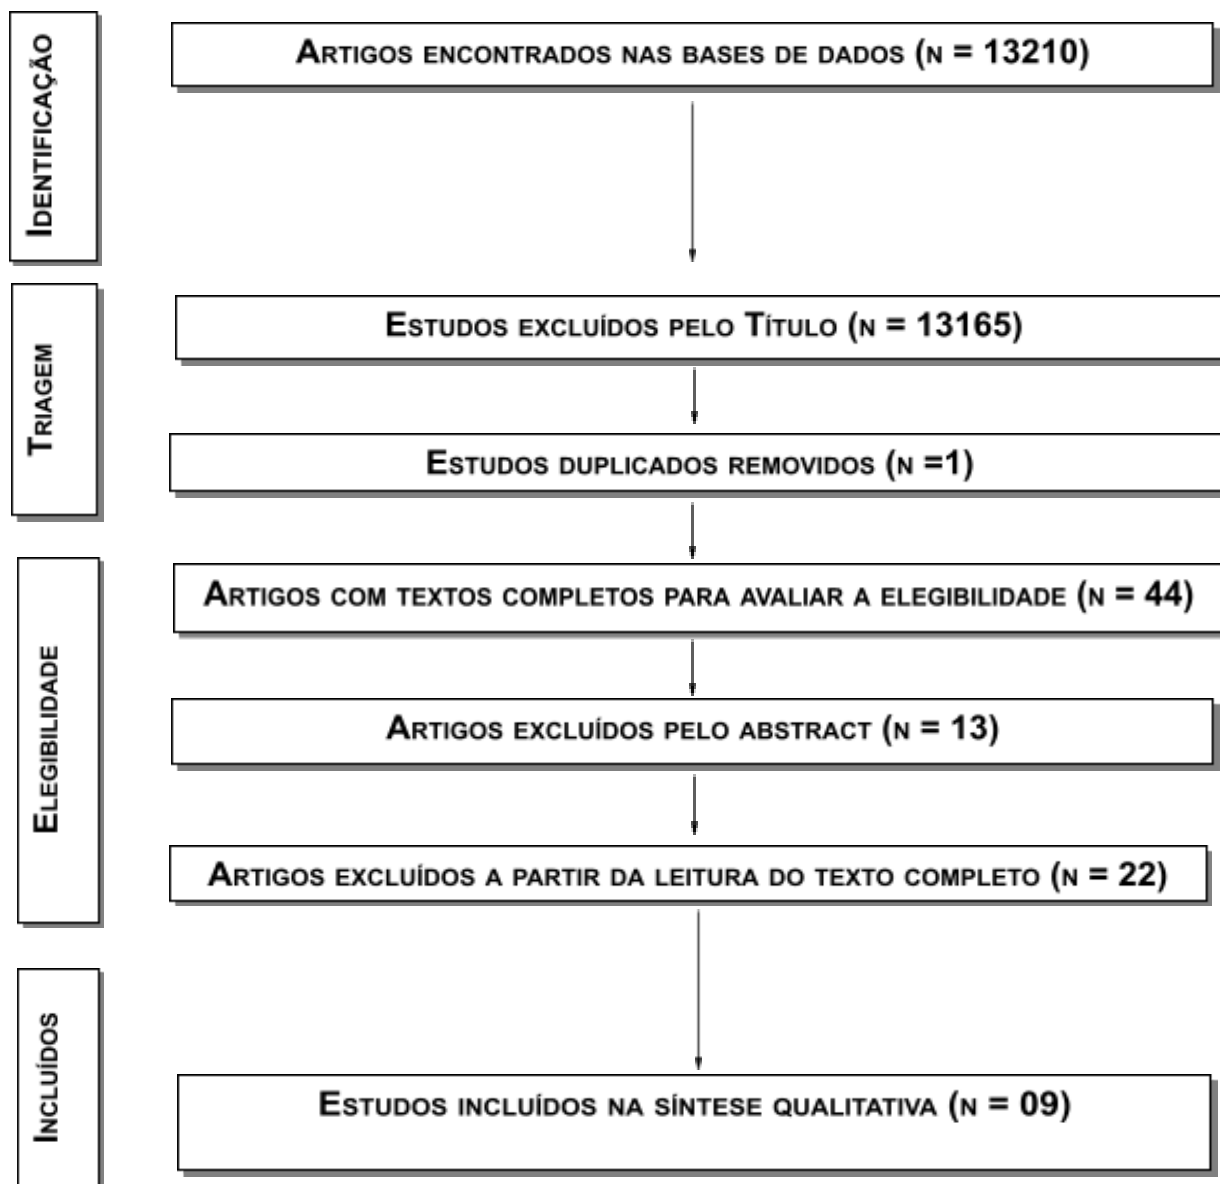 IDENTIFICAÇÃO
ARTIGOS ENCONTRADOS NAS BASES DE DADOS (N = 13210)
TRIAGEM
ESTUDOS EXCLUÍDOS PELO TÍTULO (N = 13165)
ESTUDOS DUPLICADOS REMOVIDOS (N =1)
ELEGIBILIDADE
ARTIGOS COM TEXTOS COMPLETOS PARA AVALIAR A ELEGIBILIDADE (N = 44)
ARTIGOS EXCLUÍDOS PELO ABSTRACT (N = 13)
ARTIGOS EXCLUÍDOS A PARTIR DA LEITURA DO TEXTO COMPLETO (N = 22)
INCLUÍDOS
ESTUDOS INCLUÍDOS NA SÍNTESE QUALITATIVA (N = 09)